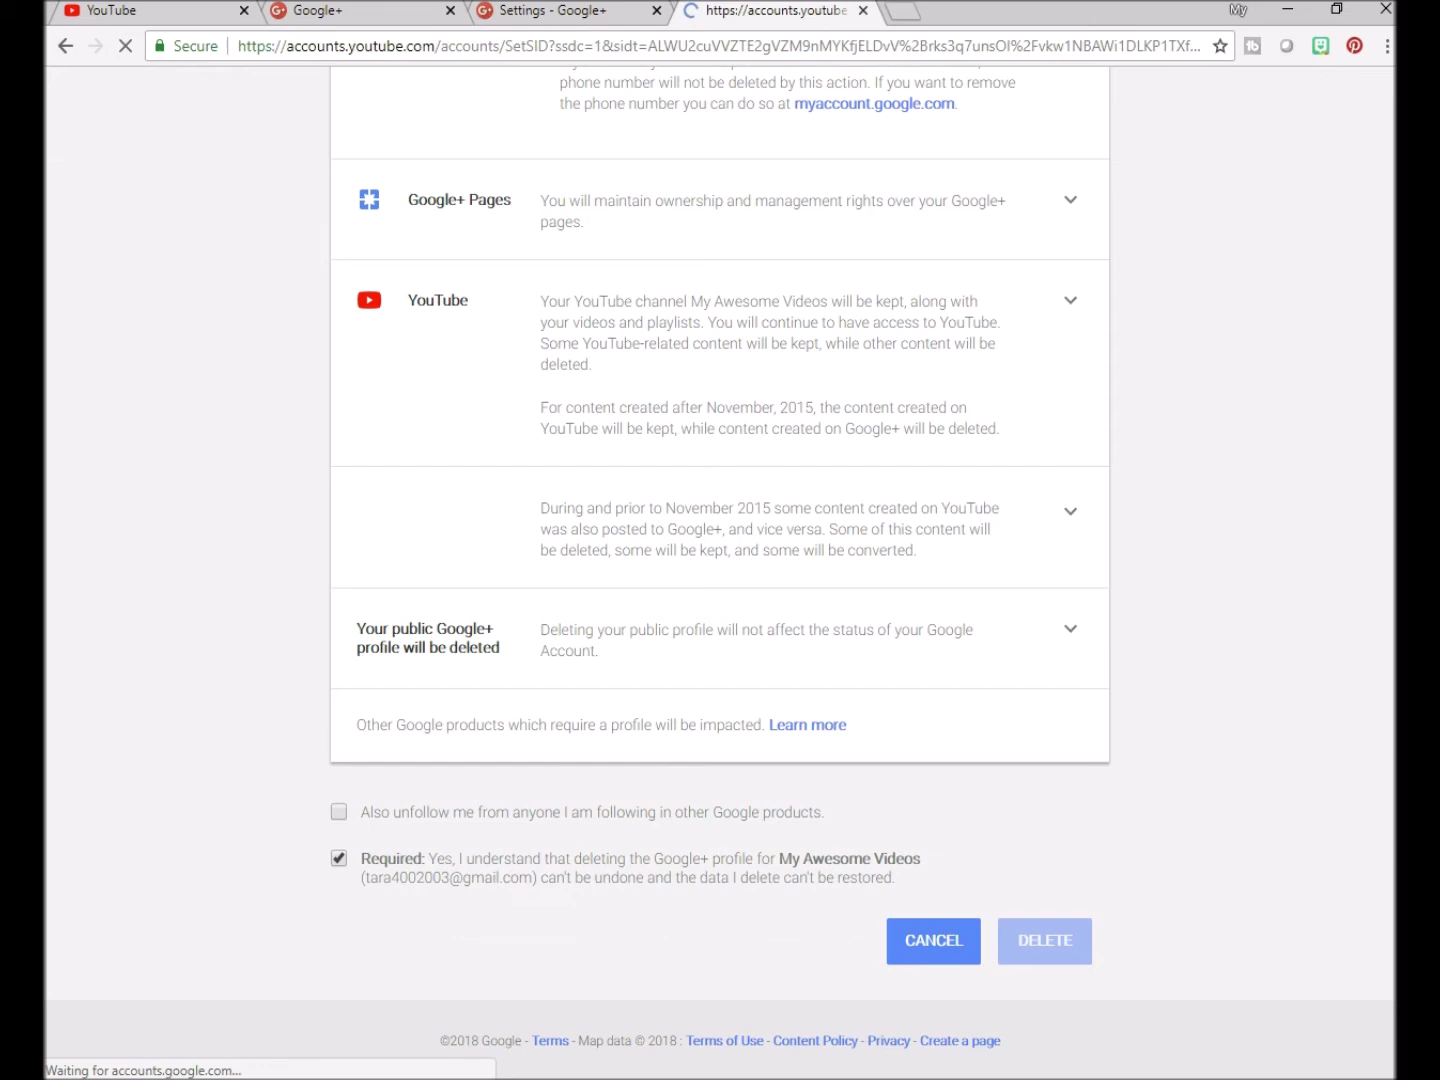 YouTube
Google+
Settings - Google+
https://accounts.youtube
My
Secure
https://accounts.youtube.com/accounts/SetSID?ssdc=1&sidt=ALWU2cuVVZTE2gVZM9nMYKfjELDvV%2Brks3q7unsOI%2Fvkw1NBAWi1DLKP1TXf...
phone number will not be deleted by this action. If you want to remove
the phone number you can do so at myaccount.google.com.
Google+ Pages
You will maintain ownership and management rights over your Google+
pages.
YouTube
Your YouTube channel My Awesome Videos will be kept, along with
your videos and playlists. You will continue to have access to YouTube.
Some YouTube-related content will be kept, while other content will be
deleted.
For content created after November, 2015, the content created on
YouTube will be kept, while content created on Google+ will be deleted.
During and prior to November 2015 some content created on YouTube
was also posted to Google+, and vice versa. Some of this content will
be deleted, some will be kept, and some will be converted.
Your public Google+
profile will be deleted
Deleting your public profile will not affect the status of your Google
Account.
Other Google products which require a profile will be impacted. Learn more
Also unfollow me from anyone I am following in other Google products.
Required: Yes, I understand that deleting the Google+ profile for My Awesome Videos
(tara4002003@gmail.com) can't be undone and the data I delete can't be restored.
CANCEL
DELETE
©2018 Google - Terms - Map data © 2018 : Terms of Use - Content Policy - Privacy - Create a page
Waiting for accounts.google.com...